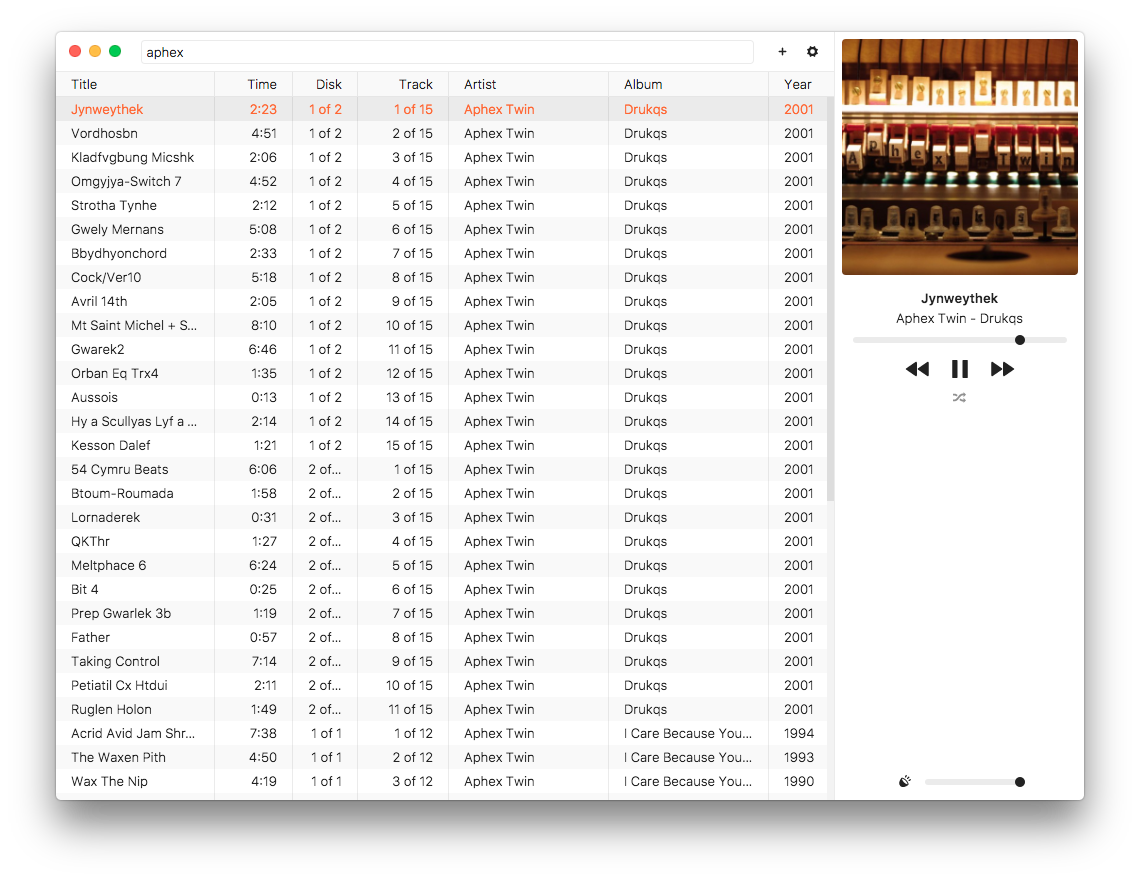 aphex
+
Title Time Disk Track Artist Album Year
Jynweythek 2:23 1 of 2 1 of 15 Aphex Twin Drukqs 2001
Vordhosbn 4:51 1 of 2 2 of 15 Aphex Twin Drukqs 2001
Kladfvgbung Micshk 2:06 1 of 2 3 of 15 Aphex Twin Drukqs 2001
Omgyjya-Switch 7 4:52 1 of 2 4 of 15 Aphex Twin Drukqs 2001
Strotha Tynhe 2:12 1 of 2 5 of 15 Aphex Twin Drukqs 2001
Gwely Mernans 5:08 1 of 2 6 of 15 Aphex Twin Drukqs 2001
Bbydhyonchord 2:33 1 of 2 7 of 15 Aphex Twin Drukqs 2001
Cock/Ver10 5:18 1 of 2 8 of 15 Aphex Twin Drukqs 2001
Avril 14th 2:05 1 of 2 9 of 15 Aphex Twin Drukqs 2001
Mt Saint Michel + S... 8:10 1 of 2 10 of 15 Aphex Twin Drukqs 2001
Gwarek2 6:46 1 of 2 11 of 15 Aphex Twin Drukqs 2001
Orban Eq Trx4 1:35 1 of 2 12 of 15 Aphex Twin Drukqs 2001
Aussois 0:13 1 of 2 13 of 15 Aphex Twin Drukqs 2001
Hy a Scullyas Lyf a ... 2:14 1 of 2 14 of 15 Aphex Twin Drukqs 2001
Kesson Dalef 1:21 1 of 2 15 of 15 Aphex Twin Drukqs 2001
54 Cymru Beats 6:06 2 of... 1 of 15 Aphex Twin Drukqs 2001
Btoum-Roumada 1:58 2 of... 2 of 15 Aphex Twin Drukqs 2001
Lornaderek 0:31 2 of... 3 of 15 Aphex Twin Drukqs 2001
QKThr 1:27 2 of... 4 of 15 Aphex Twin Drukqs 2001
Meltphace 6 6:24 2 of... 5 of 15 Aphex Twin Drukqs 2001
Bit 4 0:25 2 of... 6 of 15 Aphex Twin Drukqs 2001
Prep Gwarlek 3b 1:19 2 of... 7 of 15 Aphex Twin Drukqs 2001
Father 0:57 2 of... 8 of 15 Aphex Twin Drukqs 2001
Taking Control 7:14 2 of... 9 of 15 Aphex Twin Drukqs 2001
Petiatil Cx Htdui 2:11 2 of... 10 of 15 Aphex Twin Drukqs 2001
Ruglen Holon 1:49 2 of... 11 of 15 Aphex Twin Drukqs 2001
Acrid Avid Jam Shr... 7:38 1 of 1 1 of 12 Aphex Twin I Care Because You... 1994
The Waxen Pith 4:50 1 of 1 2 of 12 Aphex Twin I Care Because You... 1993
Wax The Nip 4:19 1 of 1 3 of 12 Aphex Twin I Care Because You... 1990
Aphex Twin
drukqs
Jynweythek
Aphex Twin - Drukqs